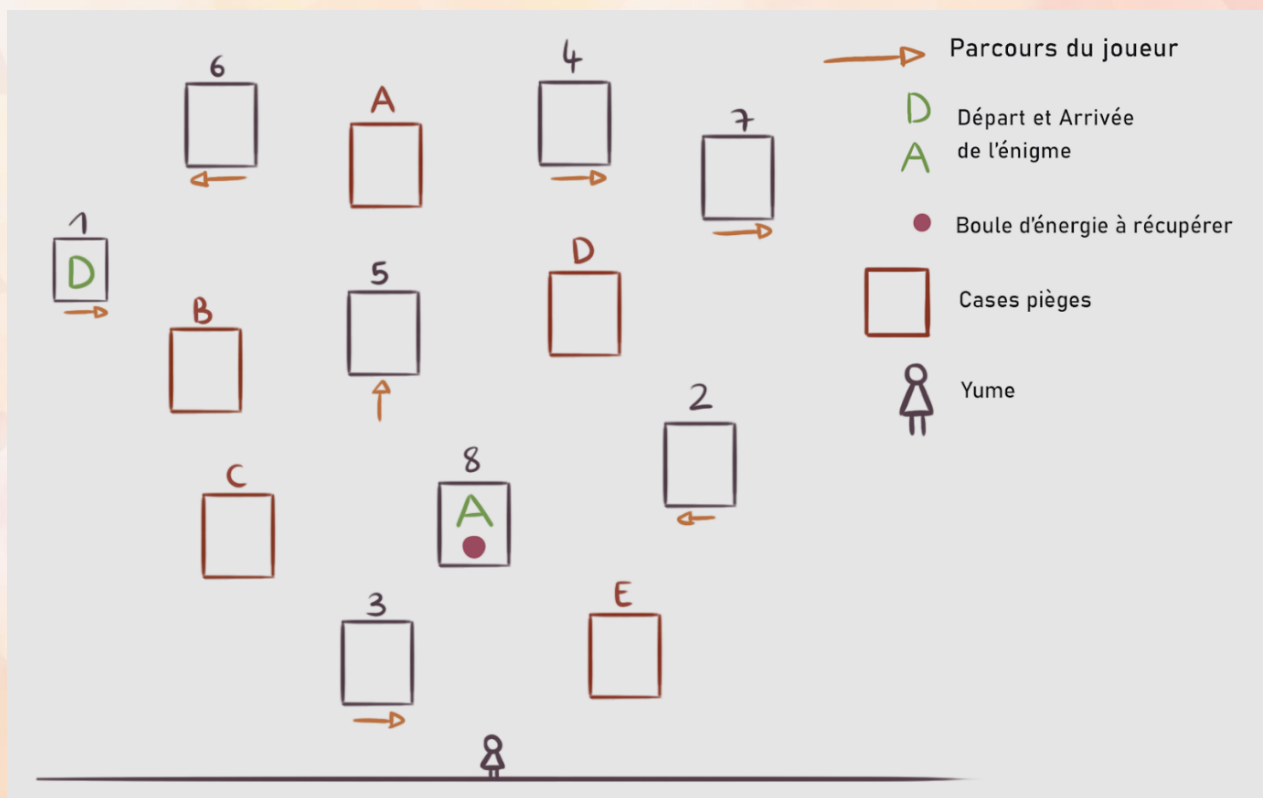 6
A
4
7
1
D
B
5
D
2
C
8
A
3
E
Parcours du joueur
D
Départ et Arrivée
A
de l'énigme
Boule d'énergie à récupérer
Cases pièges
Yume